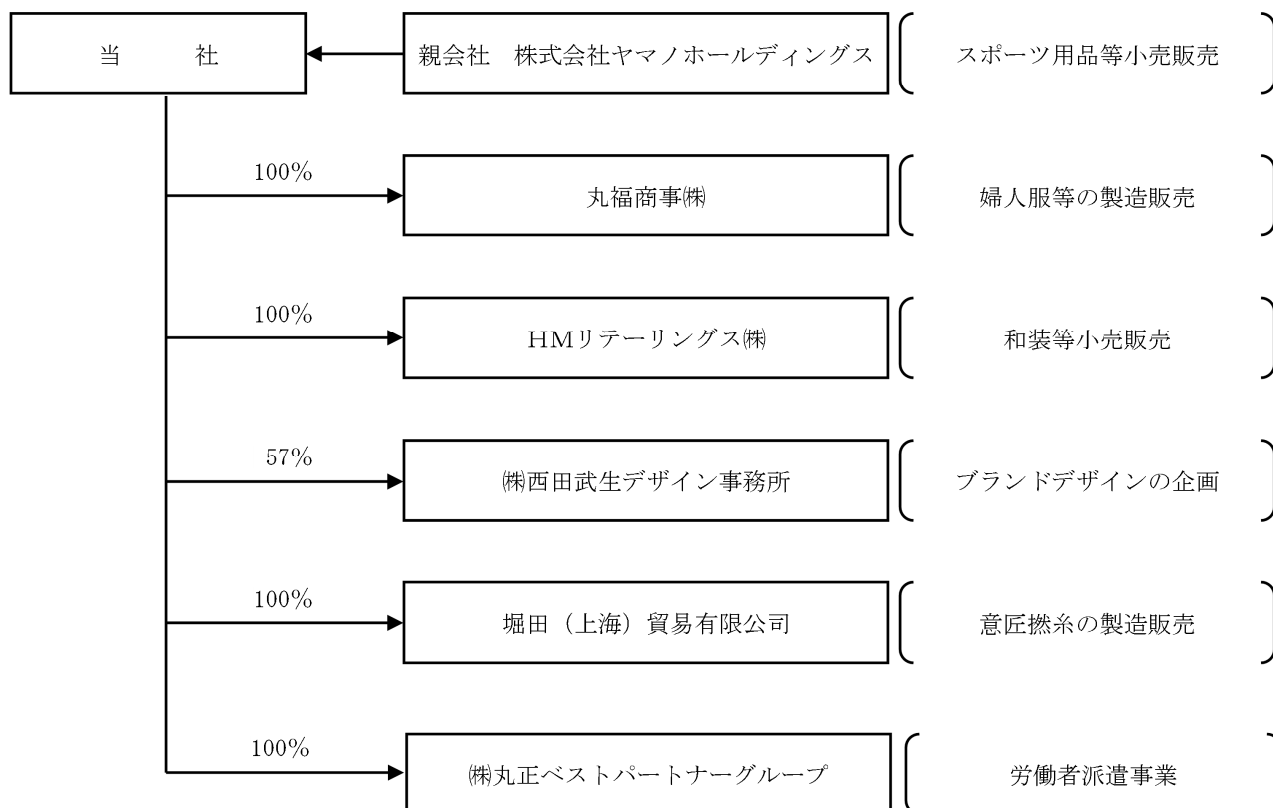 当　　　社
親会社　株式会社ヤマノホールディングス
スポーツ用品等小売販売
100%
丸福商事㈱
婦人服等の製造販売
100%
ＨＭリテーリングス㈱
和装等小売販売
57%
㈱西田武生デザイン事務所
ブランドデザインの企画
100%
堀田（上海）貿易有限公司
意匠撚糸の製造販売
100%
㈱丸正ベストパートナーグループ
労働者派遣事業